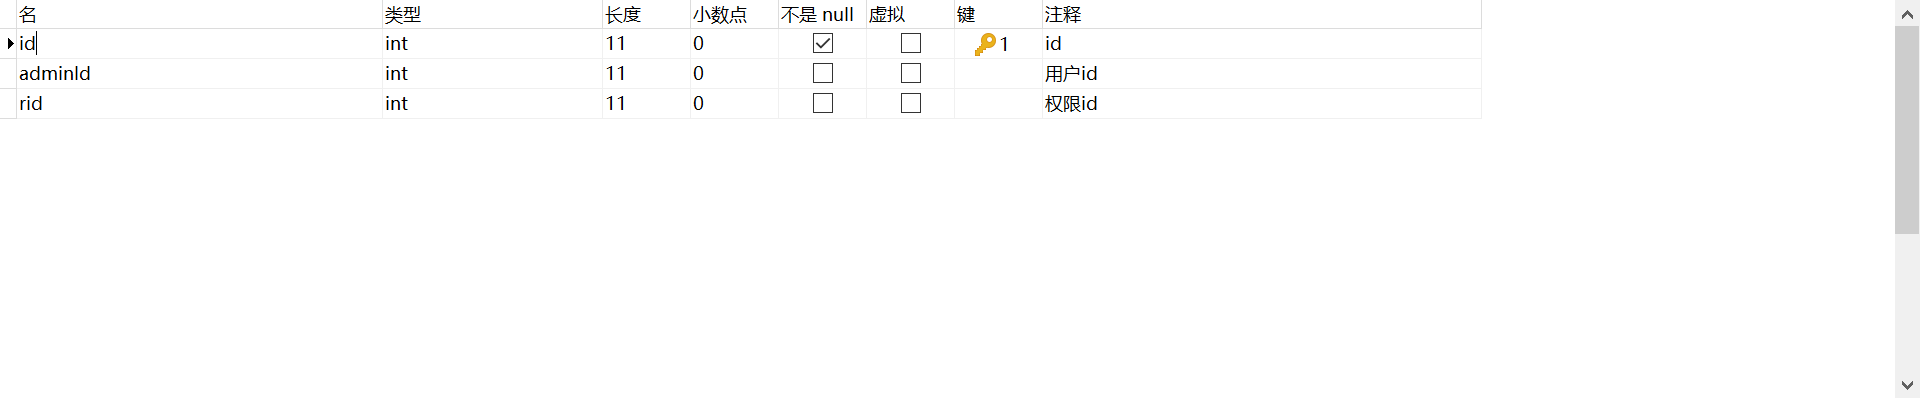 名 类型 长度 小数点 不是 null 虚拟 键 注释
id int 11 0 1 id
adminId int 11 0 用户id
rid int 11 0 权限id